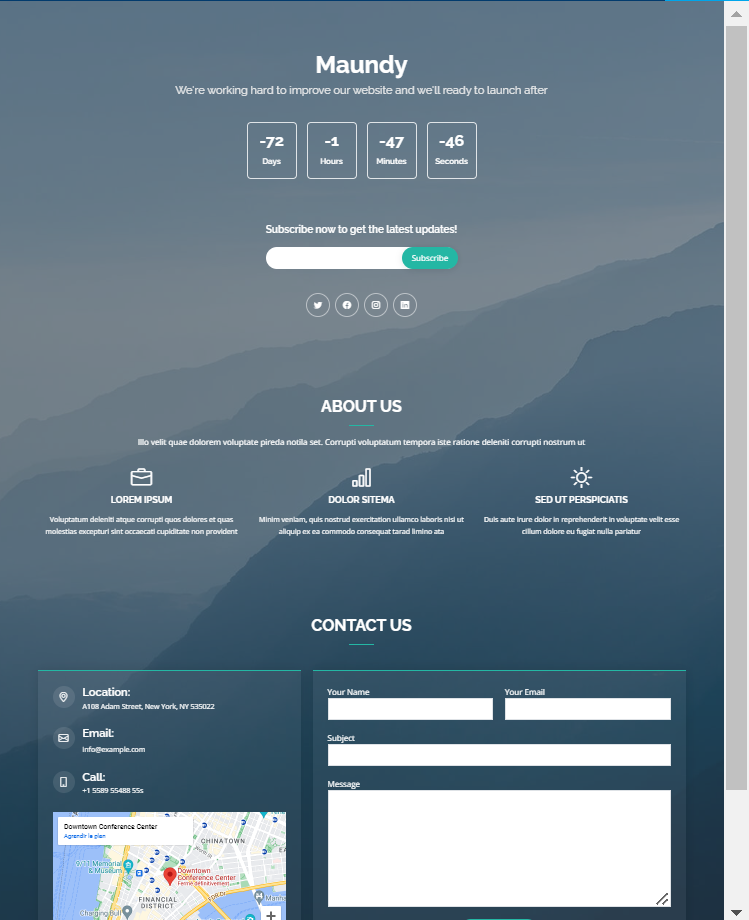 Maundy
We're working hard to improve our website and we'll ready to launch after
-72 -1 -47 -46
Days Hours Minutes Seconds
Subscribe now to get the latest updates!
Subscribe
ABOUT US
Illo velit quae dolorem voluptate pireda notila set. Corrupti voluptatum tempora iste ratione deleniti corrupti nostrum ut
LOREM IPSUM
Voluptatum deleniti atque corrupti quos dolores et quas
molestias excepturi sint occaecati cupiditate non provident
DOLOR SITEMA
Minim veniam, quis nostrud exercitation ullamco laboris nisi ut
aliquip ex ea commodo consequat tarad limino ata
SED UT PERSPICIATIS
Duis aute irure dolor in reprehenderit in voluptate velit esse
cillum dolore eu fugiat nulla pariatur
CONTACT US
Location:
A108 Adam Street, New York, NY 535022
Email:
info@example.com
Call:
+1 5589 55488 55s
Downtown Conference Center
Agrandir le plan
CHINATOWN
9/11 Memorial
& Museum
Downtown
Conference Center
Fermé définitivement
FINANCIAL
DISTRICT
Charging Bull
FDR Dr
Your Name
Your Email
Subject
Message